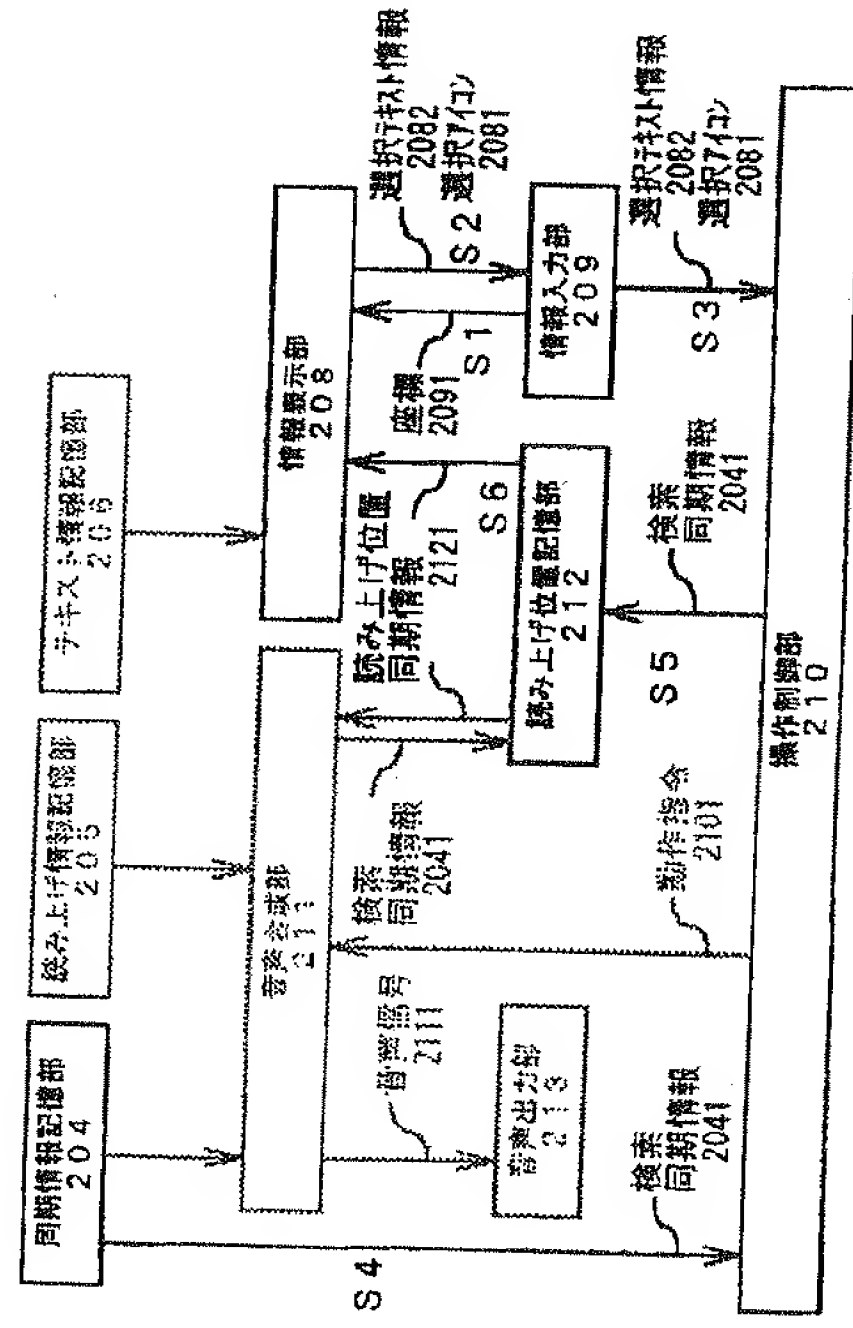 同期情報記憶部
204
読み上げ情報記憶部
205
テキスト情報記憶部
206
音声合成部
211
情報表示部
208
S4
音声信号
2111
検索
同期情報
2041
読み上げ位置
同期情報
2121
S6
座標
2091
S1
S2
選択テキスト情報
2082
選択アイコン
2081
音声出力部
213
読み上げ位置記憶部
212
情報入力部
209
検索
同期情報
2041
動作指令
2101
S5
検索
同期情報
2041
S3
選択テキスト情報
2082
選択アイコン
2081
操作制御部
210